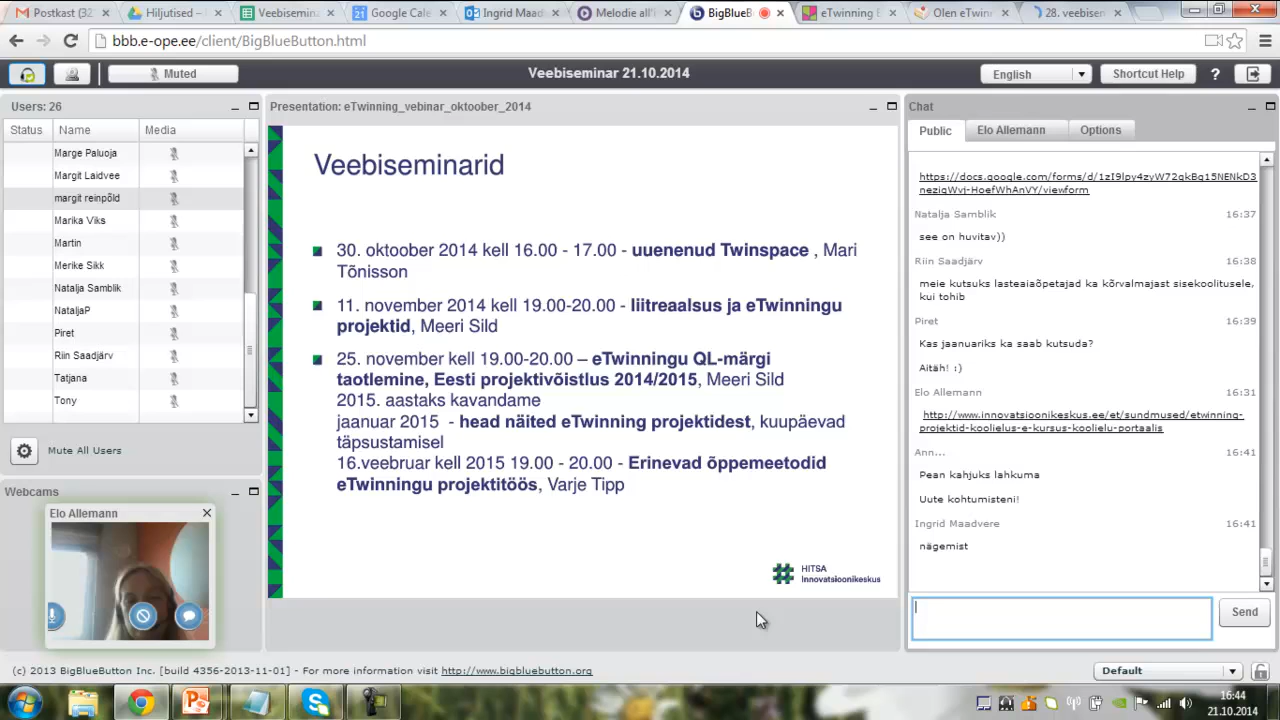 Postkast (32)
Hiljutised —
Veebisemina
Google Cale
Ingrid Maad
Melodie all'i
BigBlueB
eTwinning E
Olen eTwin
28. veebisen
bbb.e-ope.ee/client/BigBlueButton.html
Muted
Veebiseminar 21.10.2014
English
Shortcut Help
?
Users: 26
Status Name Media
Marge Paluoja
Margit Laidvee
margit reinpõld
Marika Viks
Martin
Merike Sikk
Natalja Samblik
NataljaP
Piret
Riin Saadjärv
Tatjana
Tony
Mute All Users
Webcams
Elo Allemann
Presentation: eTwinning_vebinar_oktoober_2014
Veebiseminarid
30. oktoober 2014 kell 16.00 - 17.00 - uuenenud Twinspace , Mari
Tõnisson
11. november 2014 kell 19.00-20.00 - liitreaalsus ja eTwinningu
projektid, Meeri Sild
25. november kell 19.00-20.00 – eTwinningu QL-märgi
taotlemine, Eesti projektivõistlus 2014/2015, Meeri Sild
2015. aastaks kavandame
jaanuar 2015 - head näited eTwinning projektidest, kuupäevad
täpsustamisel
16.veebruar kell 2015 19.00 - 20.00 - Erinevad õppemeetodid
eTwinningu projektitöös, Varje Tipp
HITSA
Innovatsioonikeskus
Chat
Public
Elo Allemann
Options
https://docs.google.com/forms/d/1zI9lpy4zyW72qkBq15NENkD3
neziqWvj-HoefWhAnVY/viewform
Natalja Samblik 16:37
see on huvitav))
Riin Saadjärv 16:38
meie kutsuks lasteaiaõpetajad ka kõrvalmajast sisekoolitusele,
kui tohib
Piret 16:39
Kas jaanuariks ka saab kutsuda?
Aitäh! :)
Elo Allemann 16:31
http://www.innovatsioonikeskus.ee/et/sundmused/etwinning-
projektid-koolielus-e-kursus-koolielu-portaalis
Ann... 16:41
Pean kahjuks lahkuma
Uute kohtumisteni!
Ingrid Maadvere 16:41
nägemist
Send
(c) 2013 BigBlueButton Inc. [build 4356-2013-11-01] - For more information visit http://www.bigbluebutton.org
Default
16:44
21.10.2014